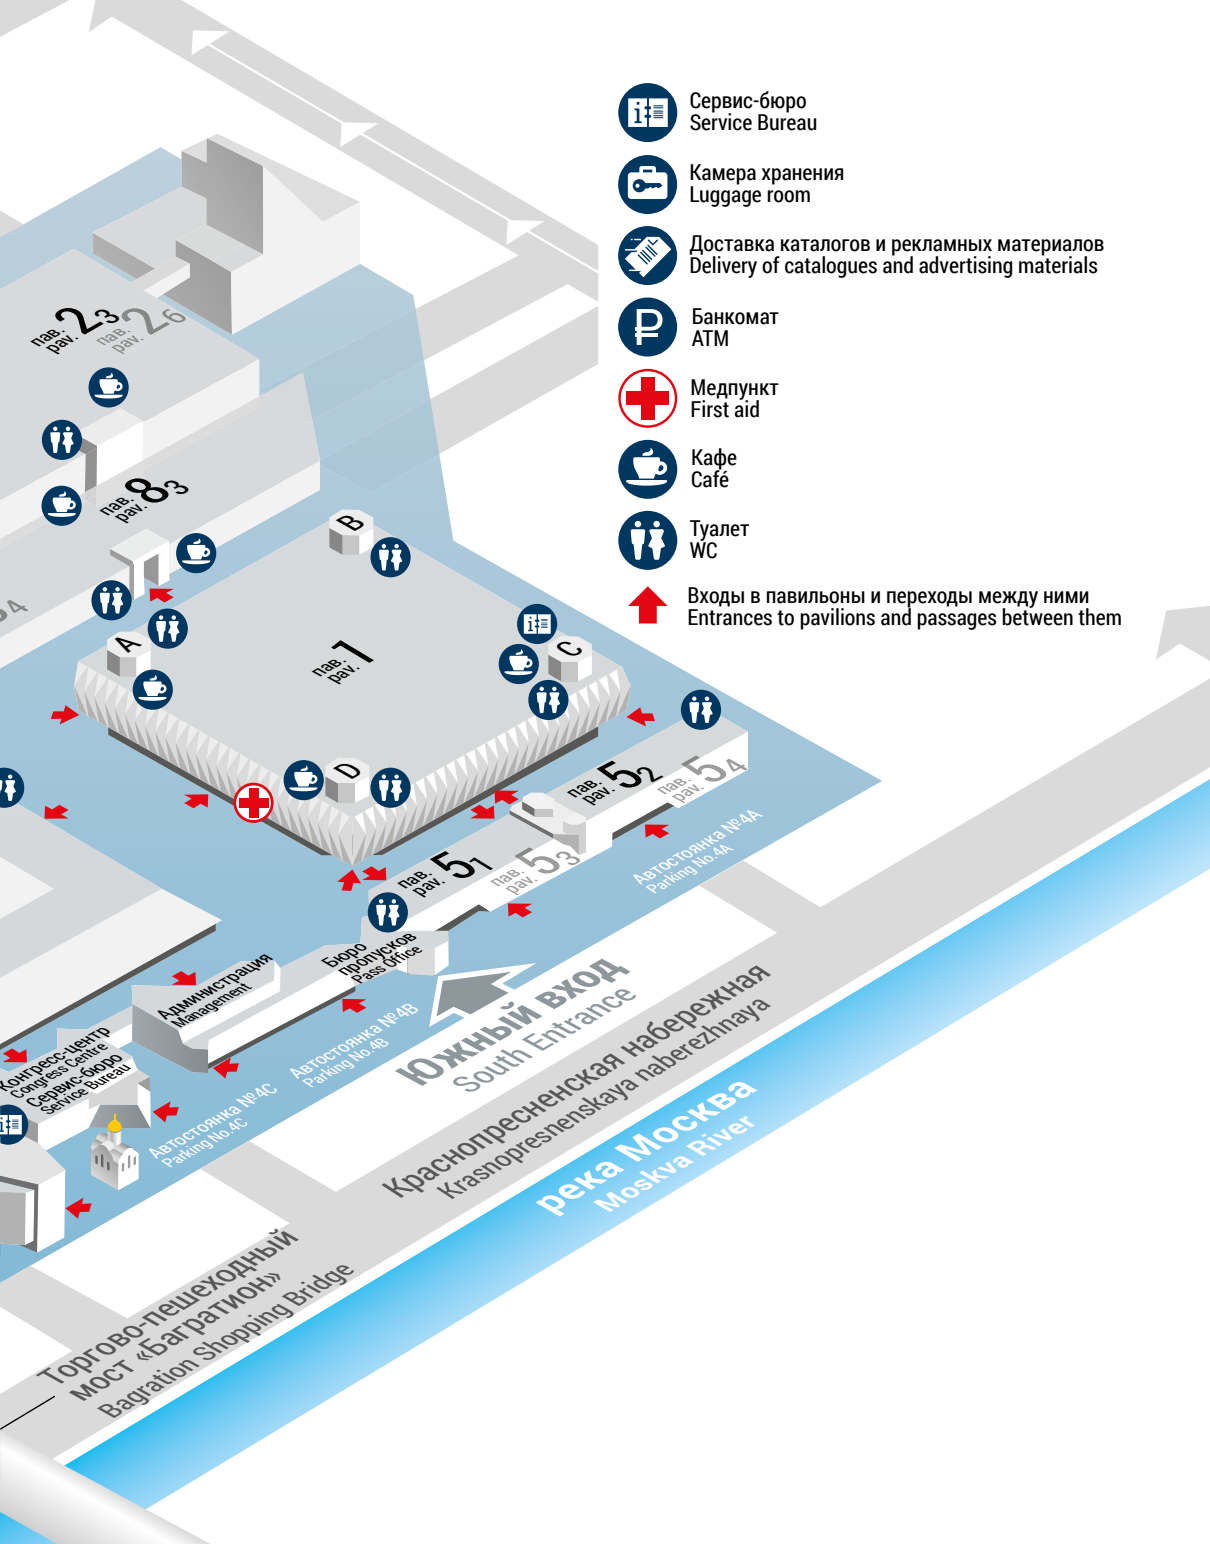 Сервис-бюро
Service Bureau
Камера хранения
Luggage room
Доставка каталогов и рекламных материалов
Delivery of catalogues and advertising materials
Банкомат
ATM
Медпункт
First aid
Кафе
Café
Туалет
WC
Входы в павильоны и переходы между ними
Entrances to pavilions and passages between them
пав. 2 3
pav.
пав. 2 6
pav.
пав. 8 3
pav.
4
B
A
C
D
пав. 1
pav.
пав. 5 2
pav.
пав. 5 4
pav.
пав. 5 1
pav.
пав. 5 3
pav.
Автостоянка №4А
Parking No.4A
Бюро
пропусков
Pass Office
Администрация
Management
Автостоянка №4В
Parking No.4B
Южный вход
South Entrance
Конгресс-центр
Congress Centre
Сервис-бюро
Service Bureau
Автостоянка №4С
Parking No.4C
Краснопресненская набережная
Krasnopresnenskaya naberezhnaya
река Москва
Moskva River
Торгово-пешеходный
мост «Багратион»
Bagration Shopping Bridge